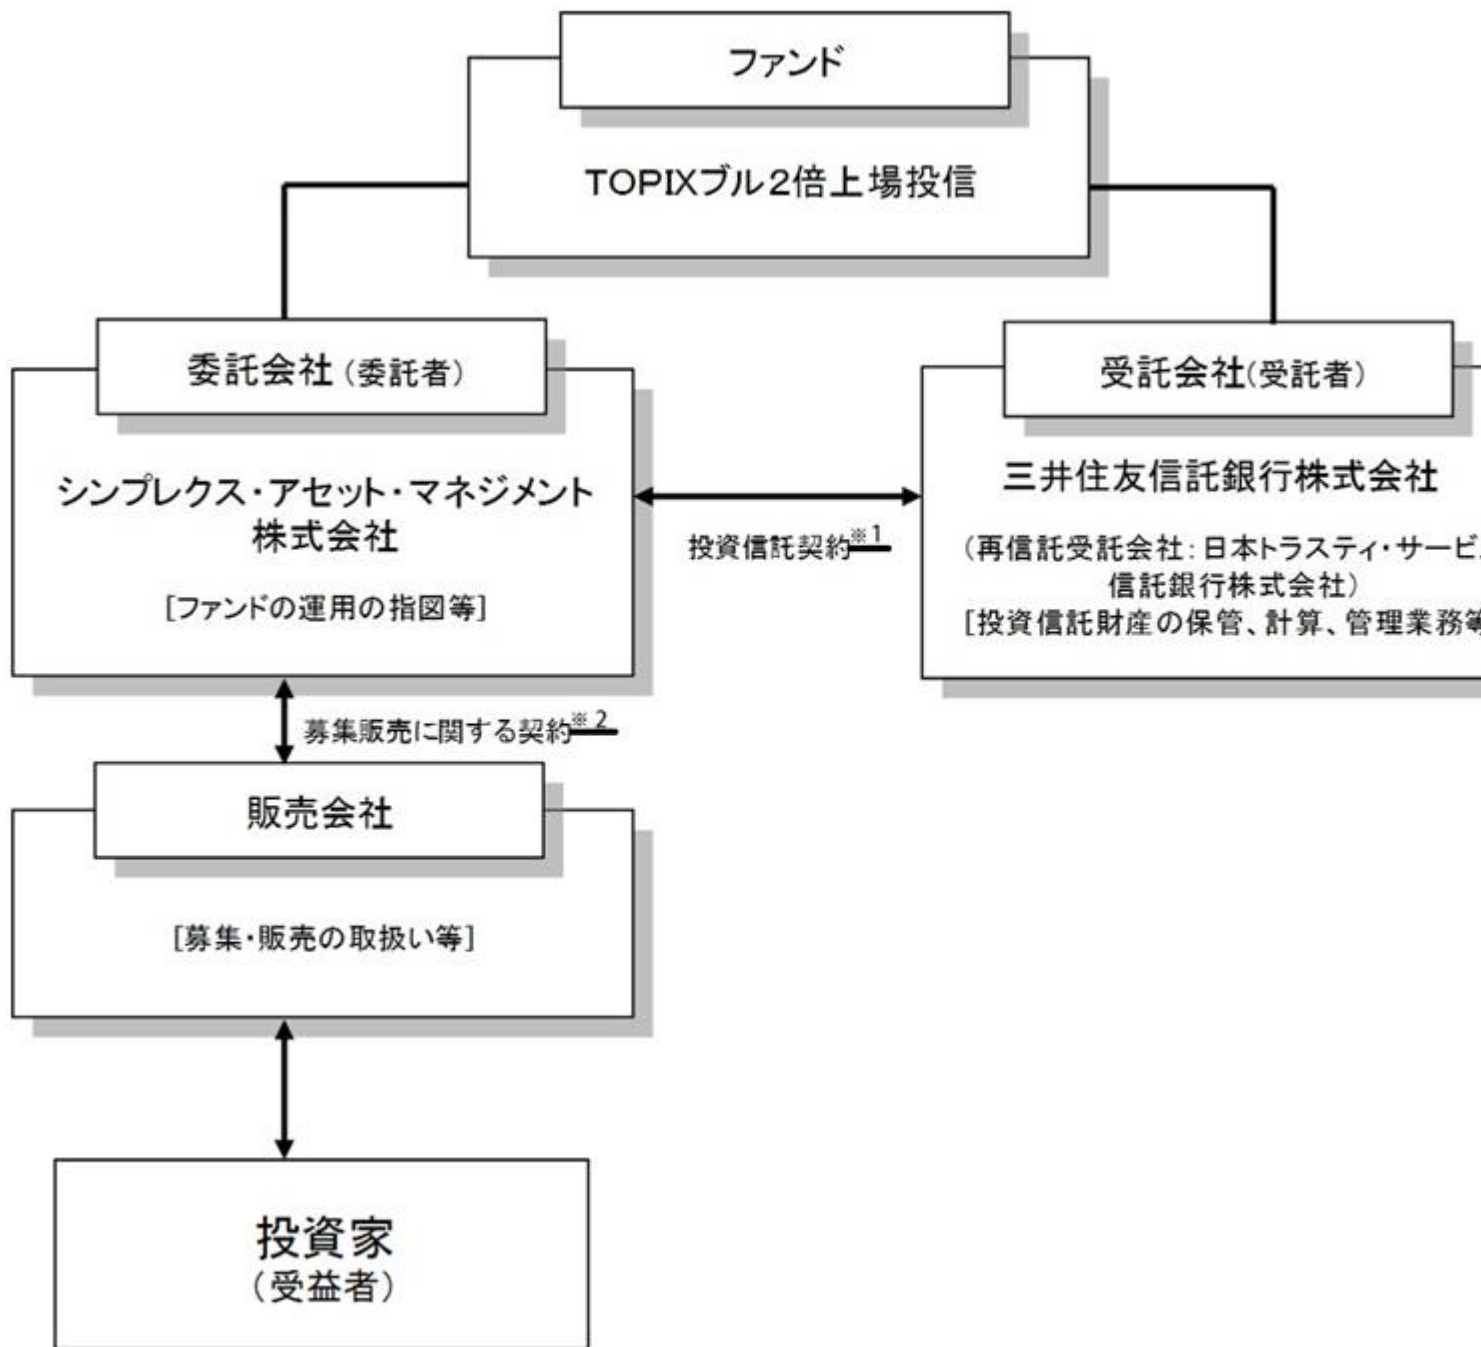 ファンド
TOPIXブル2倍上場投信
委託会社(委託者)
シンプレクス・アセット・マネジメント
株式会社
[ファンドの運用の指図等]
投資信託契約※1
受託会社(受託者)
三井住友信託銀行株式会社
(再信託受託会社:日本トラスティ・サービ
信託銀行株式会社)
[投資信託財産の保管、計算、管理業務等
募集販売に関する契約※2
販売会社
[募集・販売の取扱い等]
投資家
(受益者)